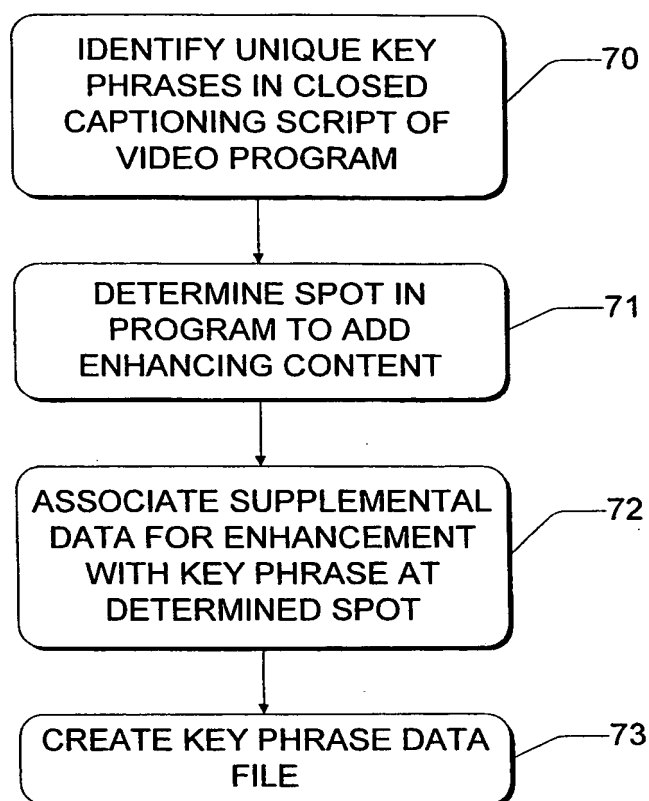 IDENTIFY UNIQUE KEY
PHRASES IN CLOSED
CAPTIONING SCRIPT OF
VIDEO PROGRAM
70
DETERMINE SPOT IN
PROGRAM TO ADD
ENHANCING CONTENT
71
ASSOCIATE SUPPLEMENTAL
DATA FOR ENHANCEMENT
WITH KEY PHRASE AT
DETERMINED SPOT
72
CREATE KEY PHRASE DATA
FILE
73